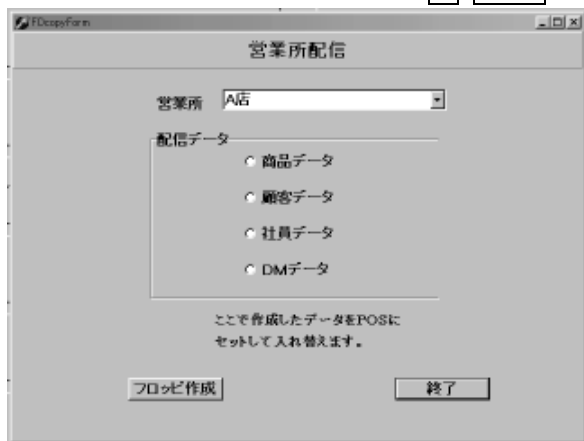 FDcopyForm
営業所配信
営業所 A店
配信データ
商品データ
顧客データ
社員データ
DMデータ
ここで作成したデータをPOSに
セットして入れ替えます。
フロッピ作成 終了